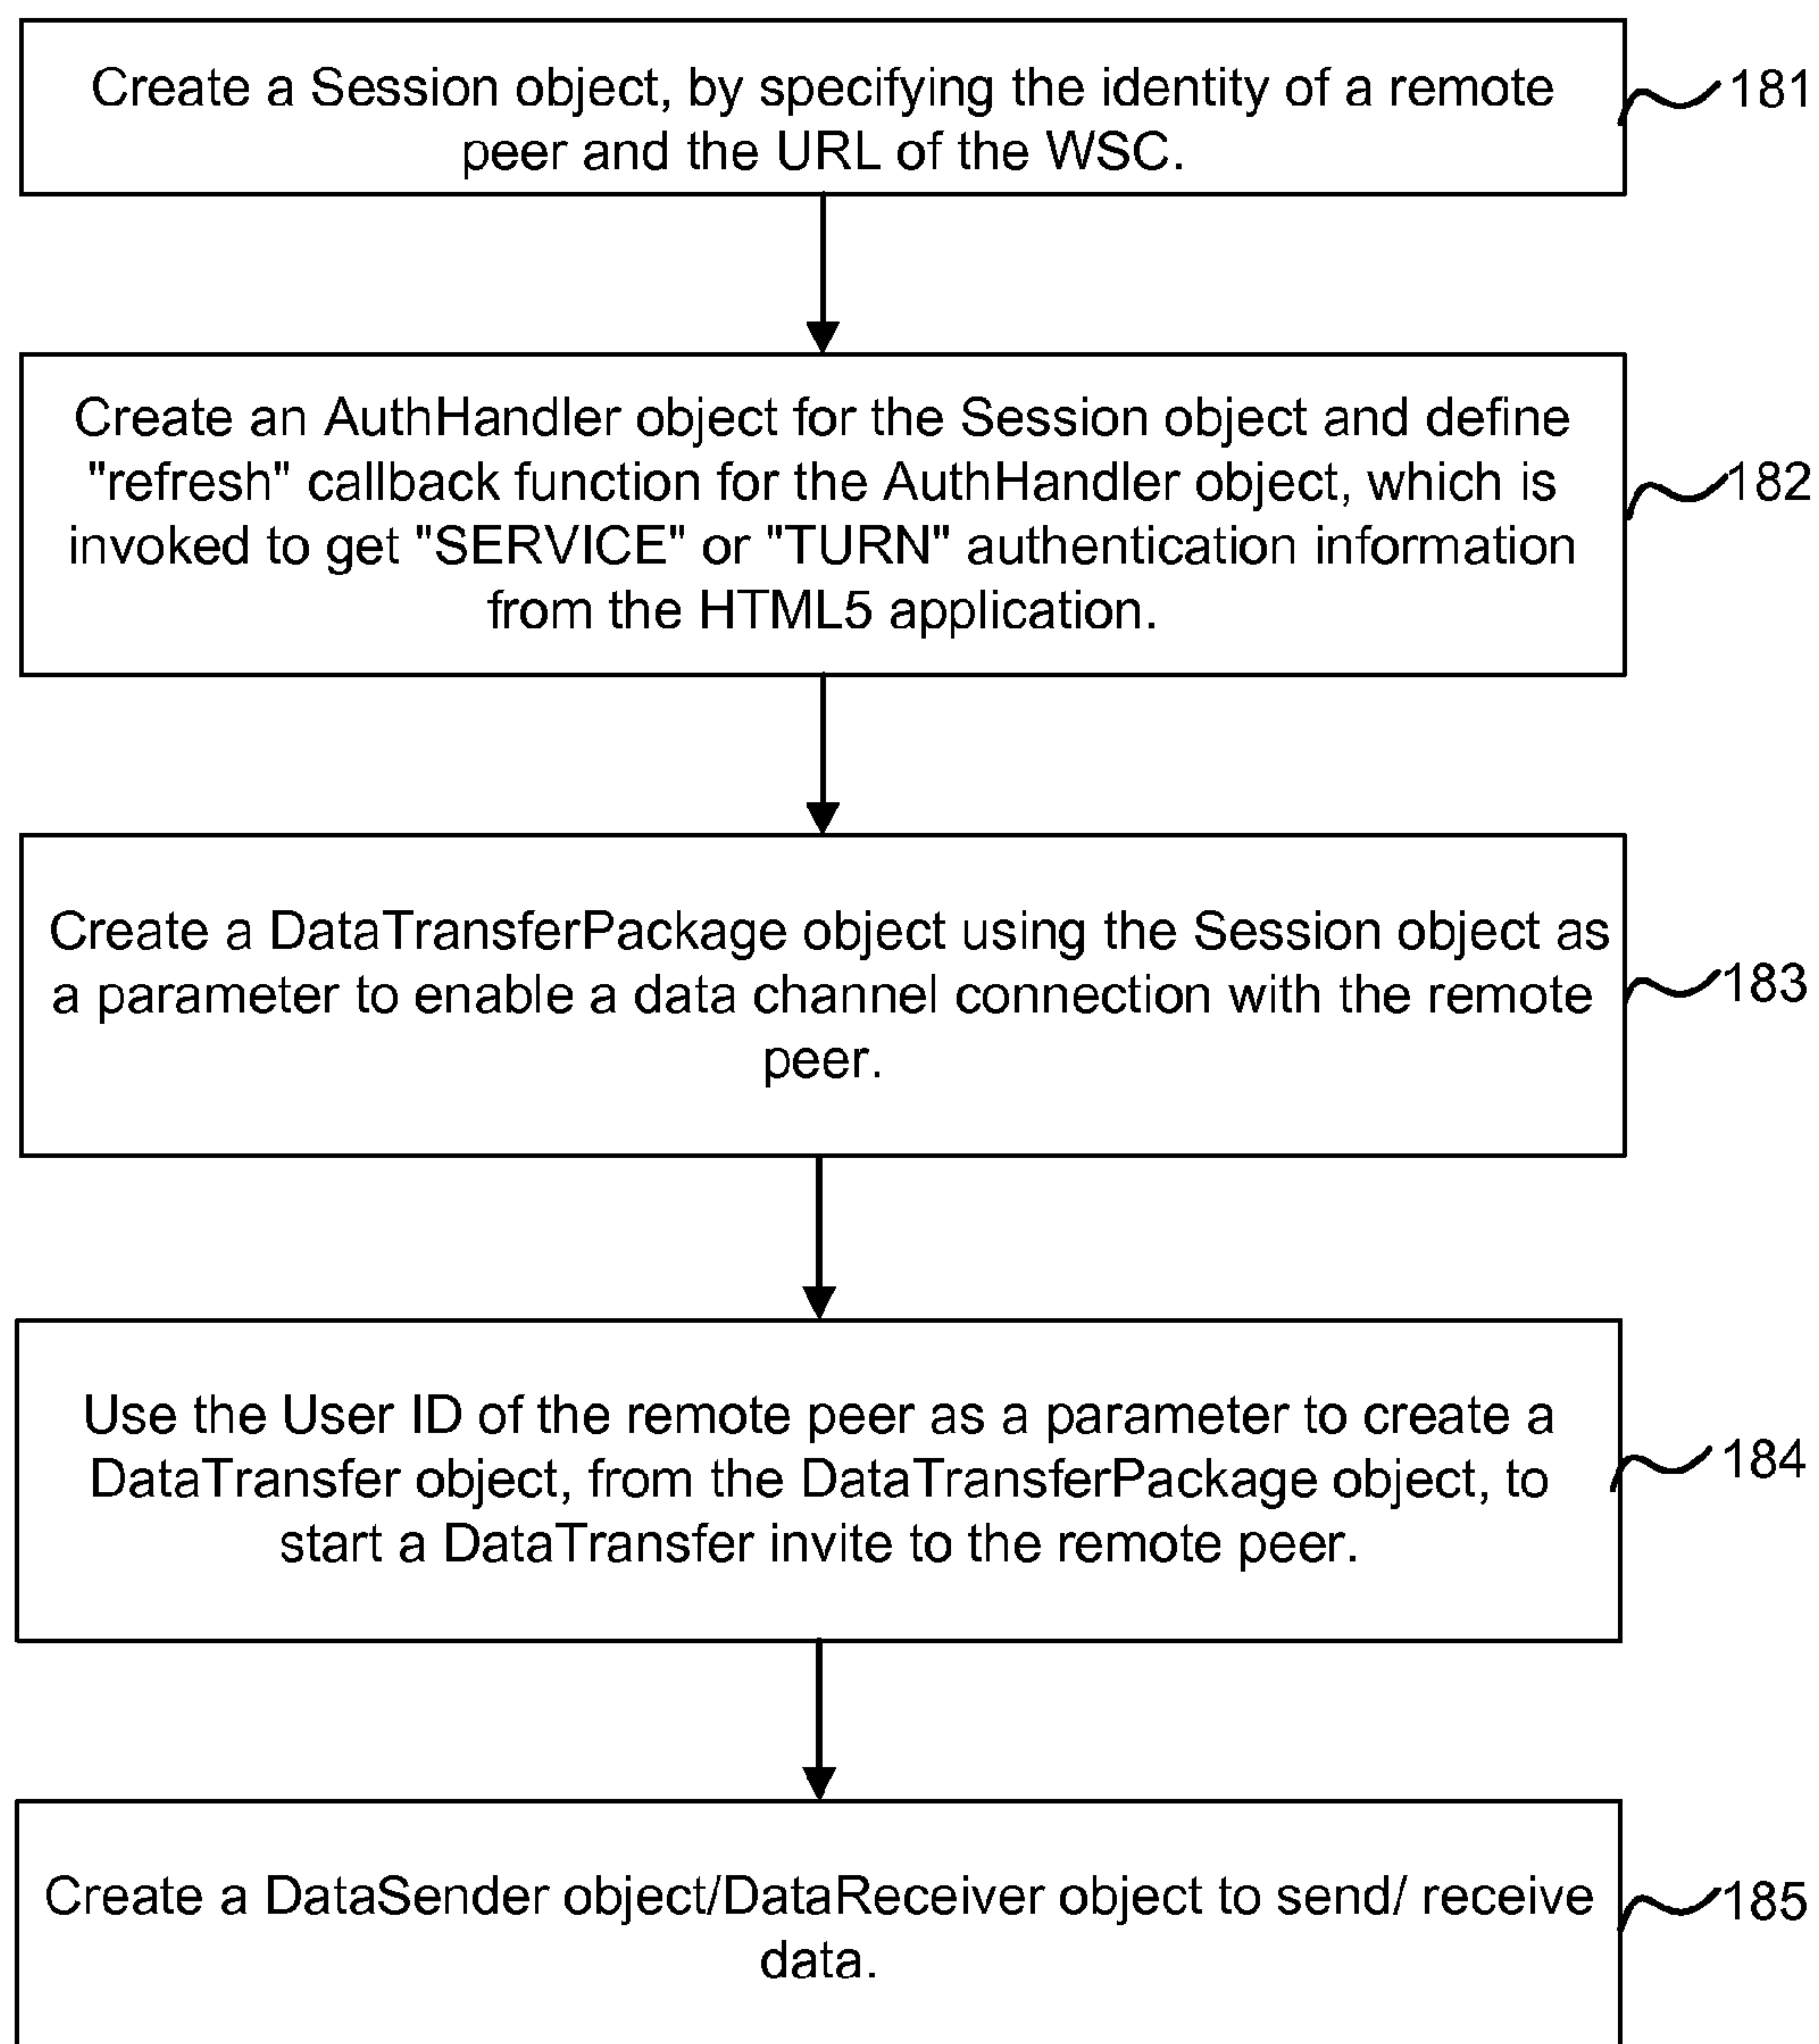 Create a Session object, by specifying the identity of a remote
peer and the URL of the WSC.
181
Create an AuthHandler object for the Session object and define
"refresh" callback function for the AuthHandler object, which is
invoked to get "SERVICE" or "TURN" authentication information
from the HTML5 application.
182
Create a DataTransferPackage object using the Session object as
a parameter to enable a data channel connection with the remote
peer.
183
Use the User ID of the remote peer as a parameter to create a
DataTransfer object, from the DataTransferPackage object, to
start a DataTransfer invite to the remote peer.
184
Create a DataSender object/DataReceiver object to send/ receive
data.
185